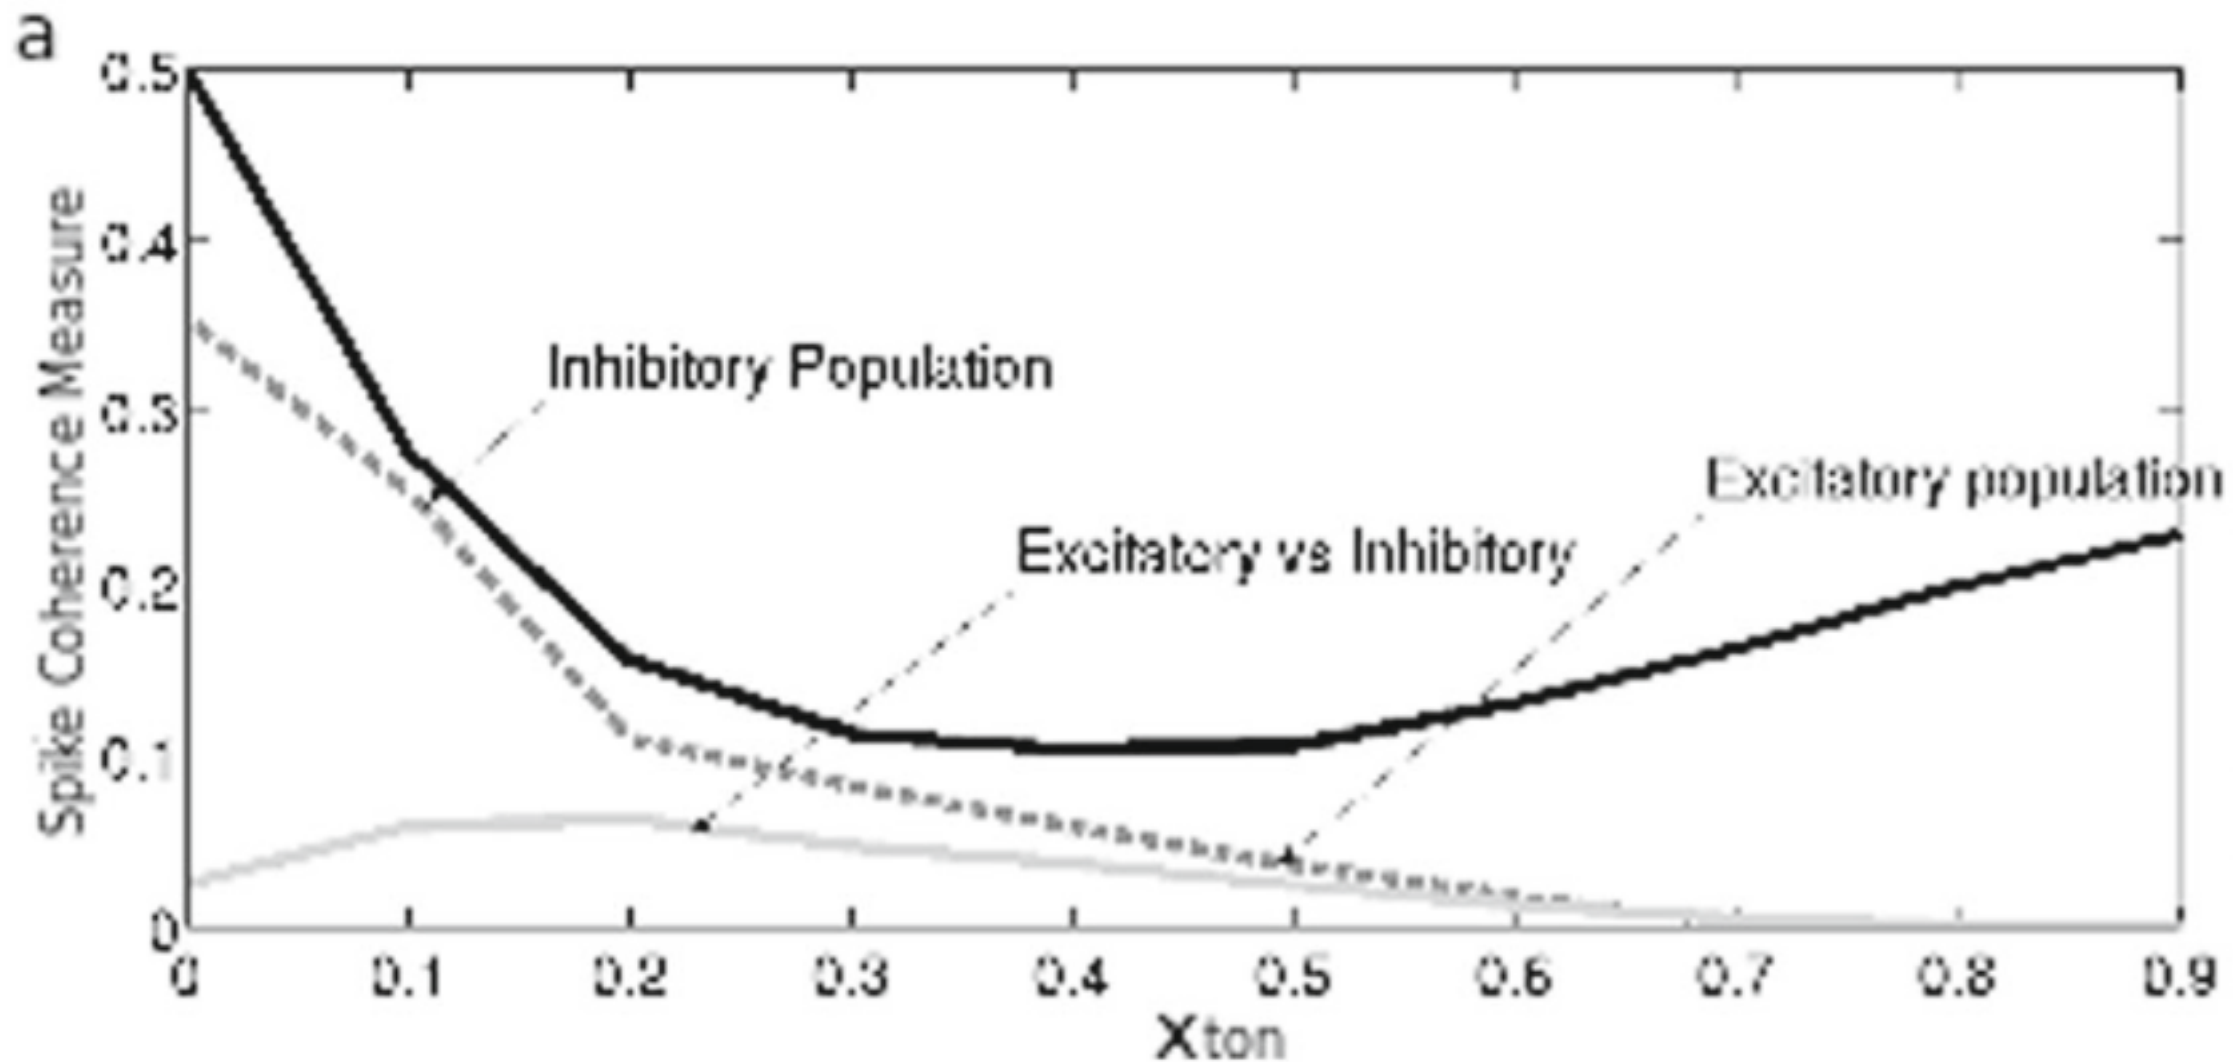 a
Spike Coherence Measure
0.5
0.4
0.3
0.2
0.1
0
Inhibitory Population
Excitatory vs Inhibitory
Excitatory population
0 0.1 0.2 0.3 0.4 0.5 0.6 0.7 0.8 0.9
Xton